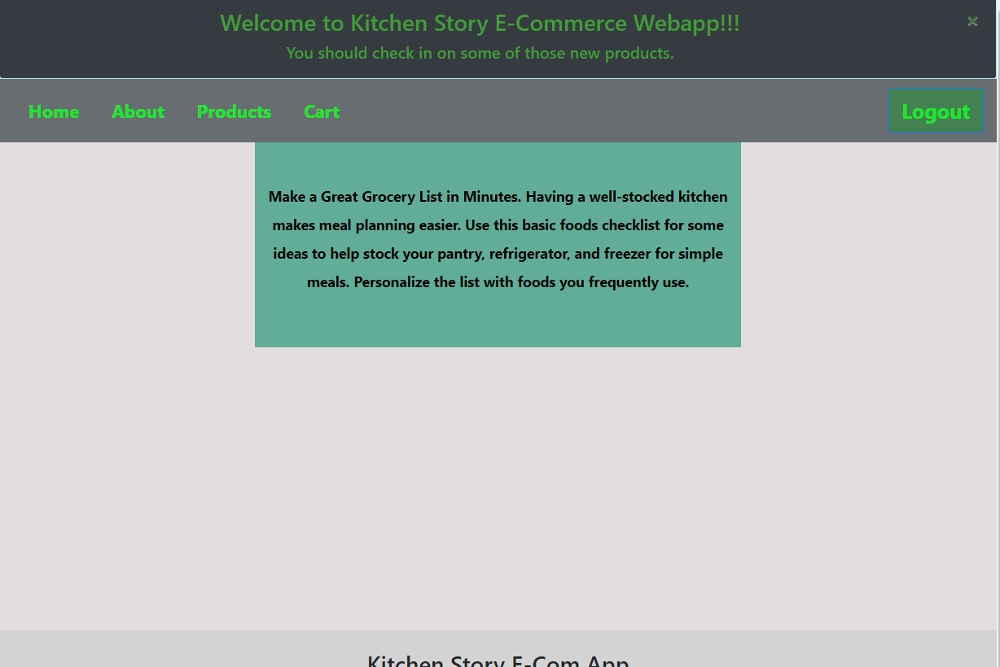 Welcome to Kitchen Story E-Commerce Webapp!!!
×
You should check in on some of those new products.
Home About Products Cart Logout
Make a Great Grocery List in Minutes. Having a well-stocked kitchen
makes meal planning easier. Use this basic foods checklist for some
ideas to help stock your pantry, refrigerator, and freezer for simple
meals. Personalize the list with foods you frequently use.
Kitchen Story E-Com App